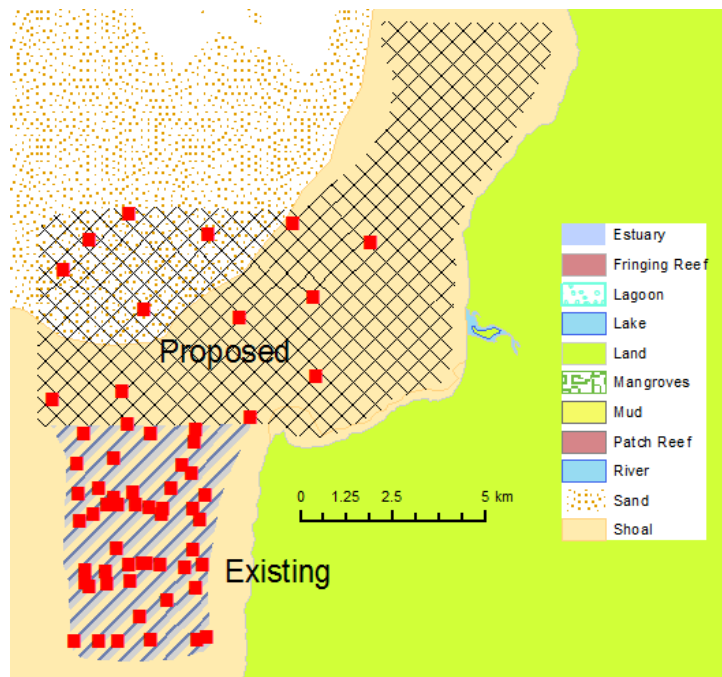 Proposed
Existing
0 1.25 2.5 5 km
Estuary
Fringing Reef
Lagoon
Lake
Land
Mangroves
Mud
Patch Reef
River
Sand
Shoal